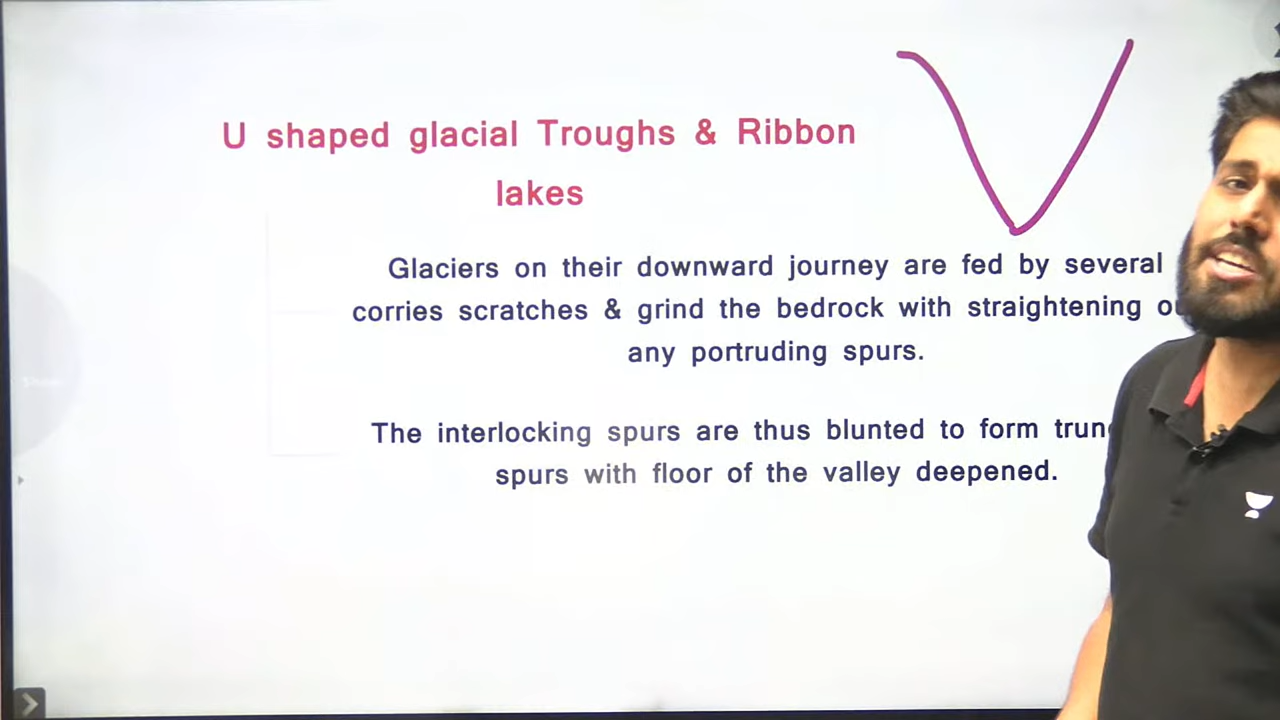 U shaped glacial Troughs & Ribbon
lakes
Glaciers on their downward journey are fed by several
corries scratches & grind the bedrock with straightening
any portruding spurs.
The interlocking spurs are thus blunted to form
spurs with floor of the valley deepened.